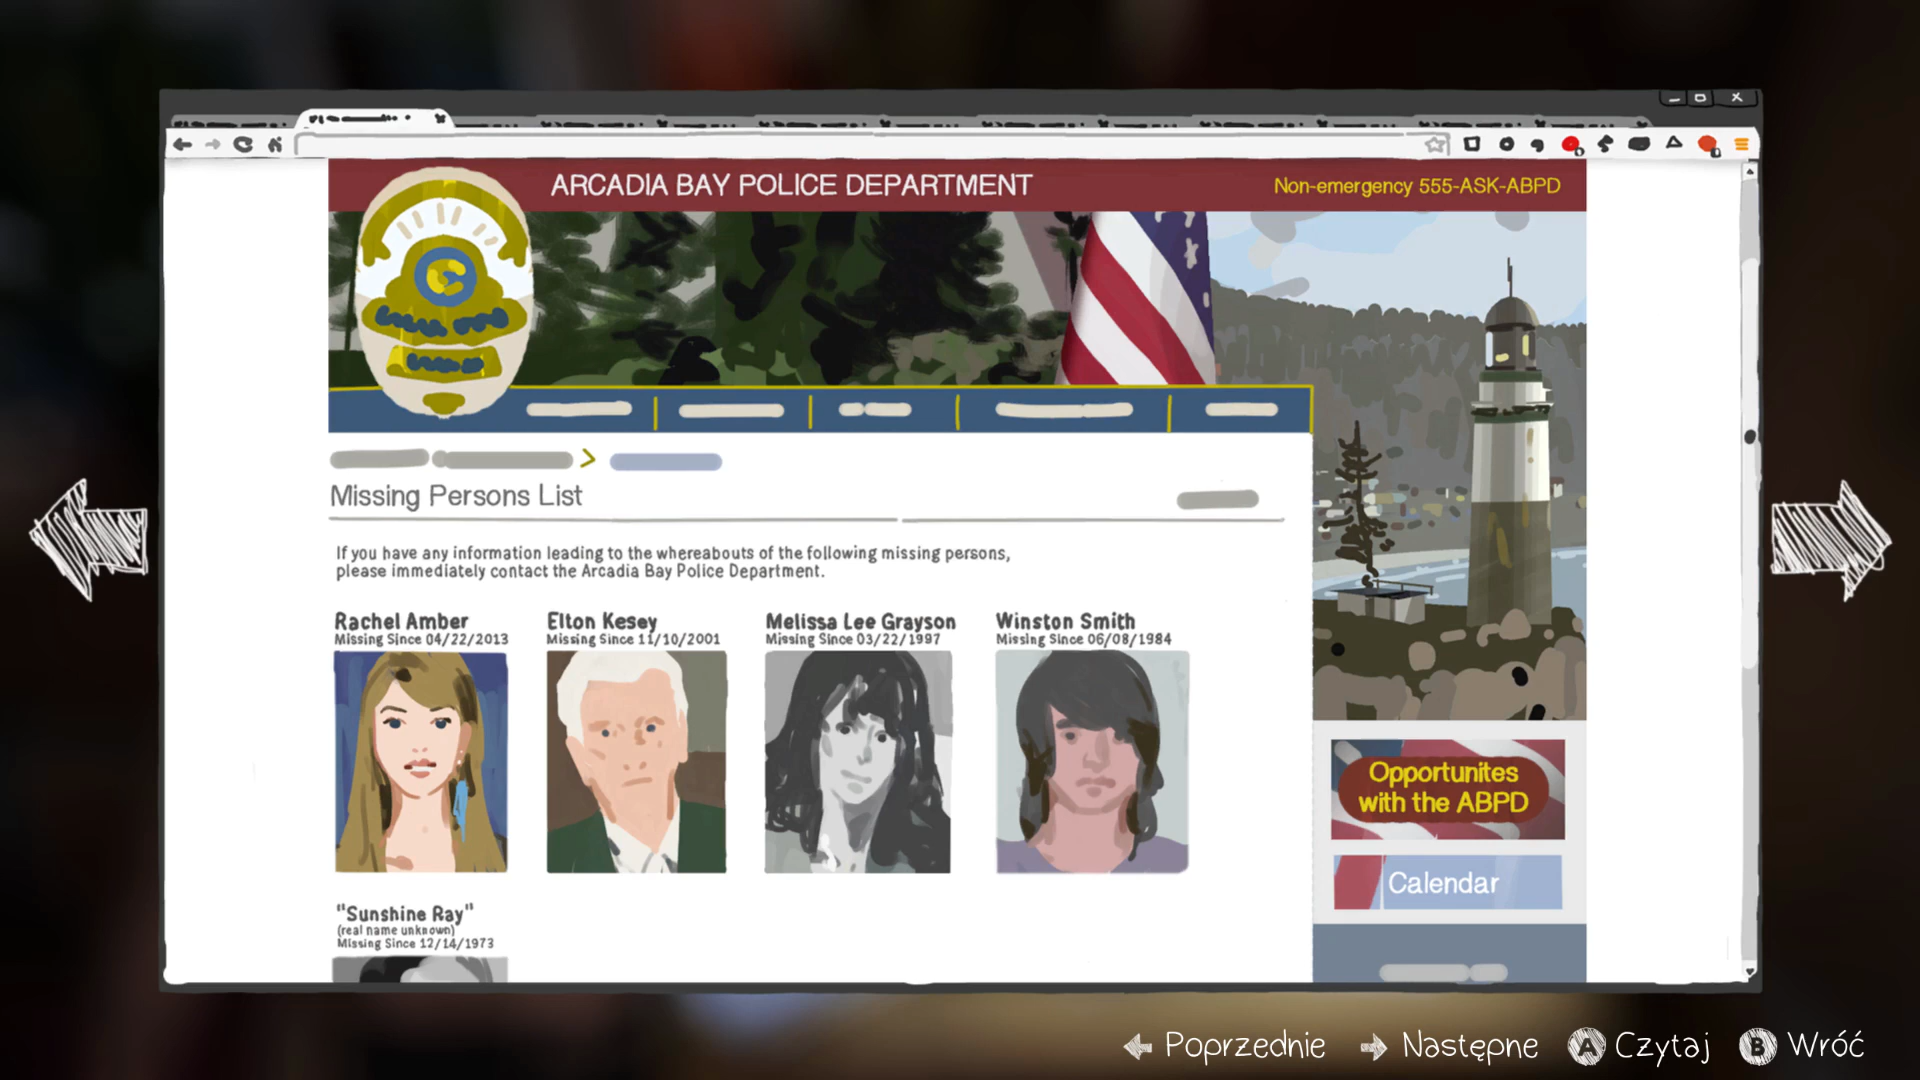 ARCADIA BAY POLICE DEPARTMENT
Non-emergency 555-ASK-ABPD
Missing Persons List
If you have any information leading to the whereabouts of the following missing persons,
please immediately contact the Arcadia Bay Police Department.
Rachel Amber
Missing Since 04/22/2013
Elton Kesey
Missing Since 11/10/2001
Melissa Lee Grayson
Missing Since 03/22/1997
Winston Smith
Missing Since 06/08/1984
"Sunshine Ray"
(real name unknown)
Missing Since 12/14/1973
Opportunites
with the ABPD
Calendar
Poprzednie
Następne
A Czytaj
B Wróć